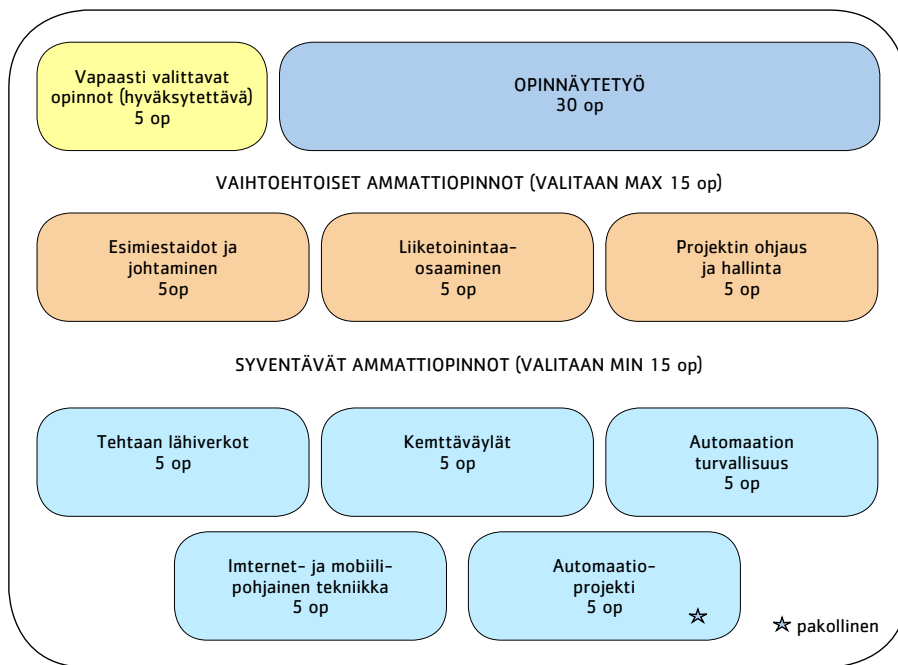 Vapaasti valittavat
opinnot (hyväksytettävä)
5 op
OPINNÄYTETYÖ
30 op
VAIHTOEHTOISET AMMATTIOPINNOT (VALITAAN MAX 15 op)
Esimiestaidot ja
johtaminen
5op
Liiketoinintaa-
osaaminen
5 op
Projektin ohjaus
ja hallinta
5 op
SYVENTÄVÄT AMMATTIOPINNOT (VALITAAN MIN 15 op)
Tehtaan lähiverkot
5 op
Kemttäväylät
5 op
Automaation
turvallisuus
5 op
Imternet- ja mobiili-
pohjainen tekniikka
5 op
Automaatio-
projekti
5 op
pakollinen